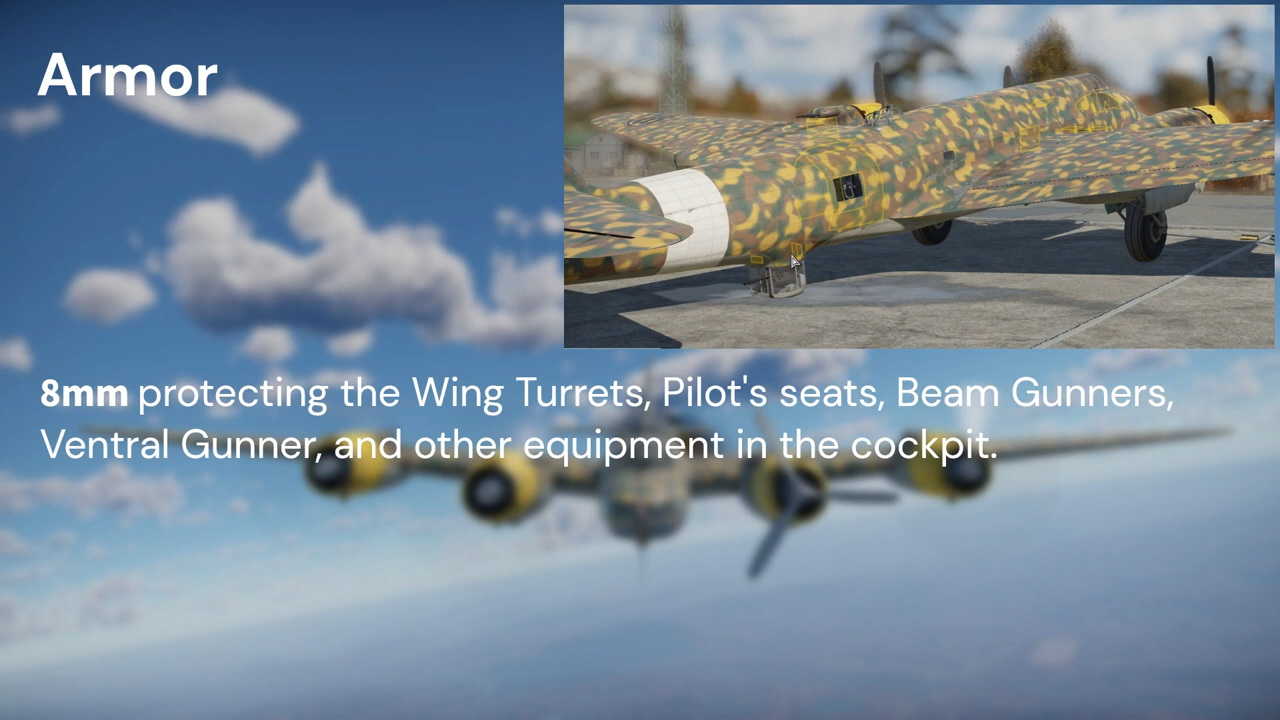 Armor
8mm protecting the Wing Turrets, Pilot's seats, Beam Gunners,
Ventral Gunner, and other equipment in the cockpit.